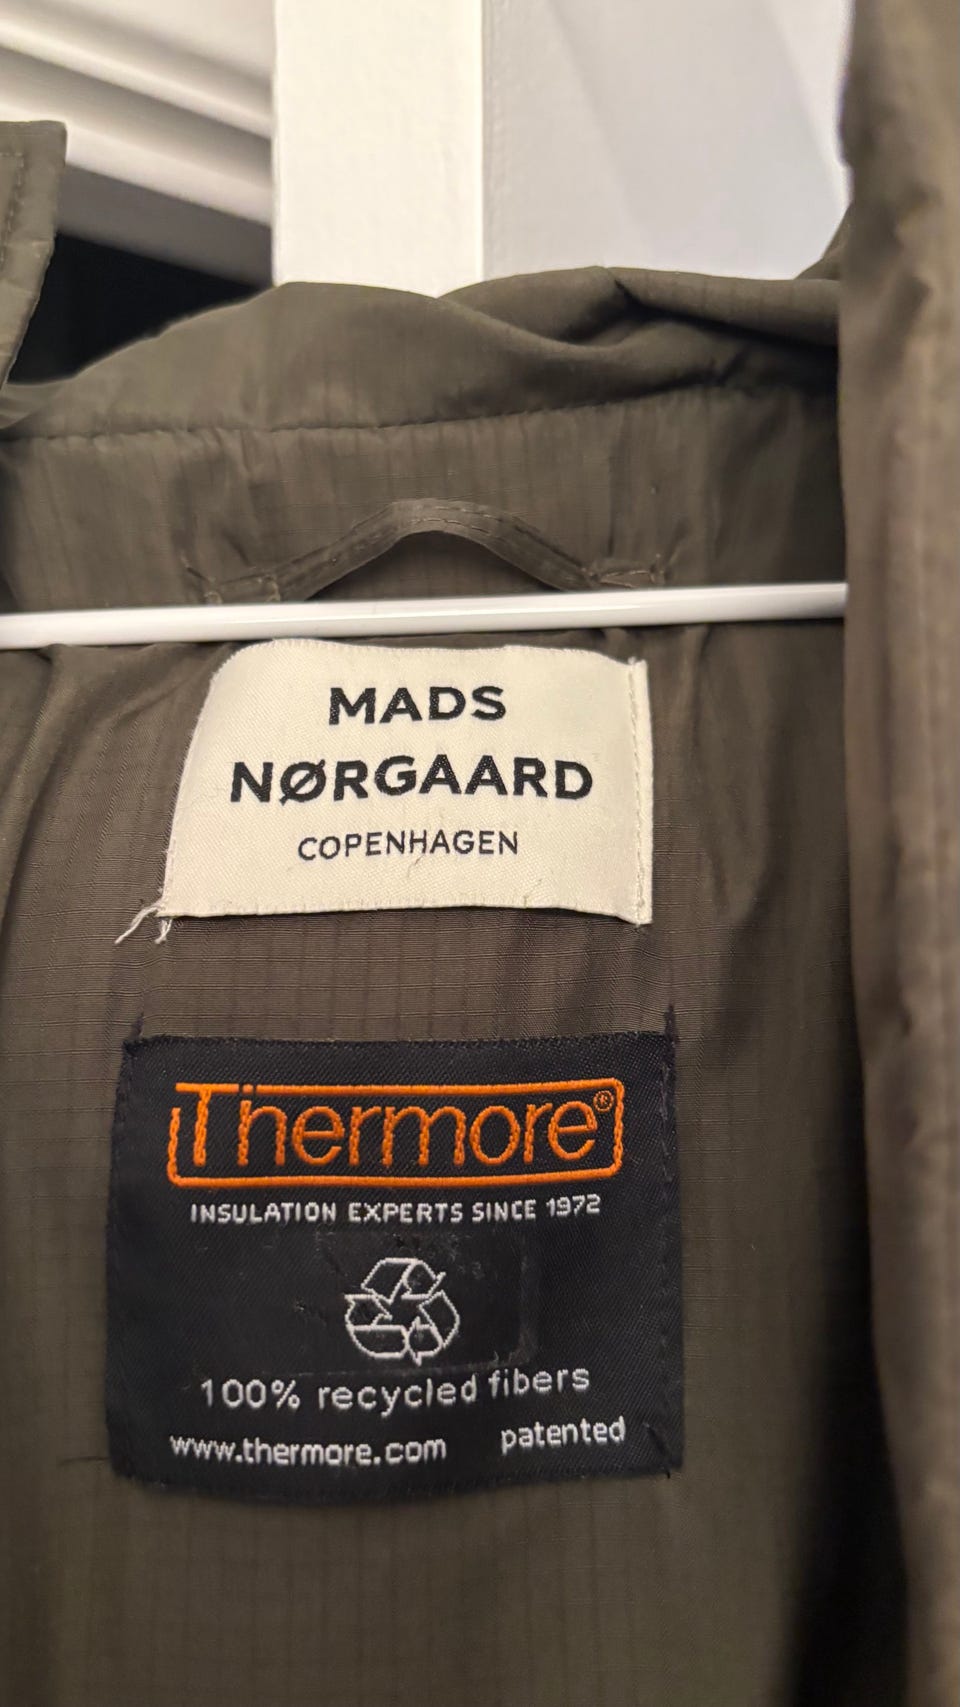 MADS
NØRGAARD
COPENHAGEN
Thermore®
INSULATION EXPERTS SINCE 1972
100% recycled fibers
www.thermore.com patented